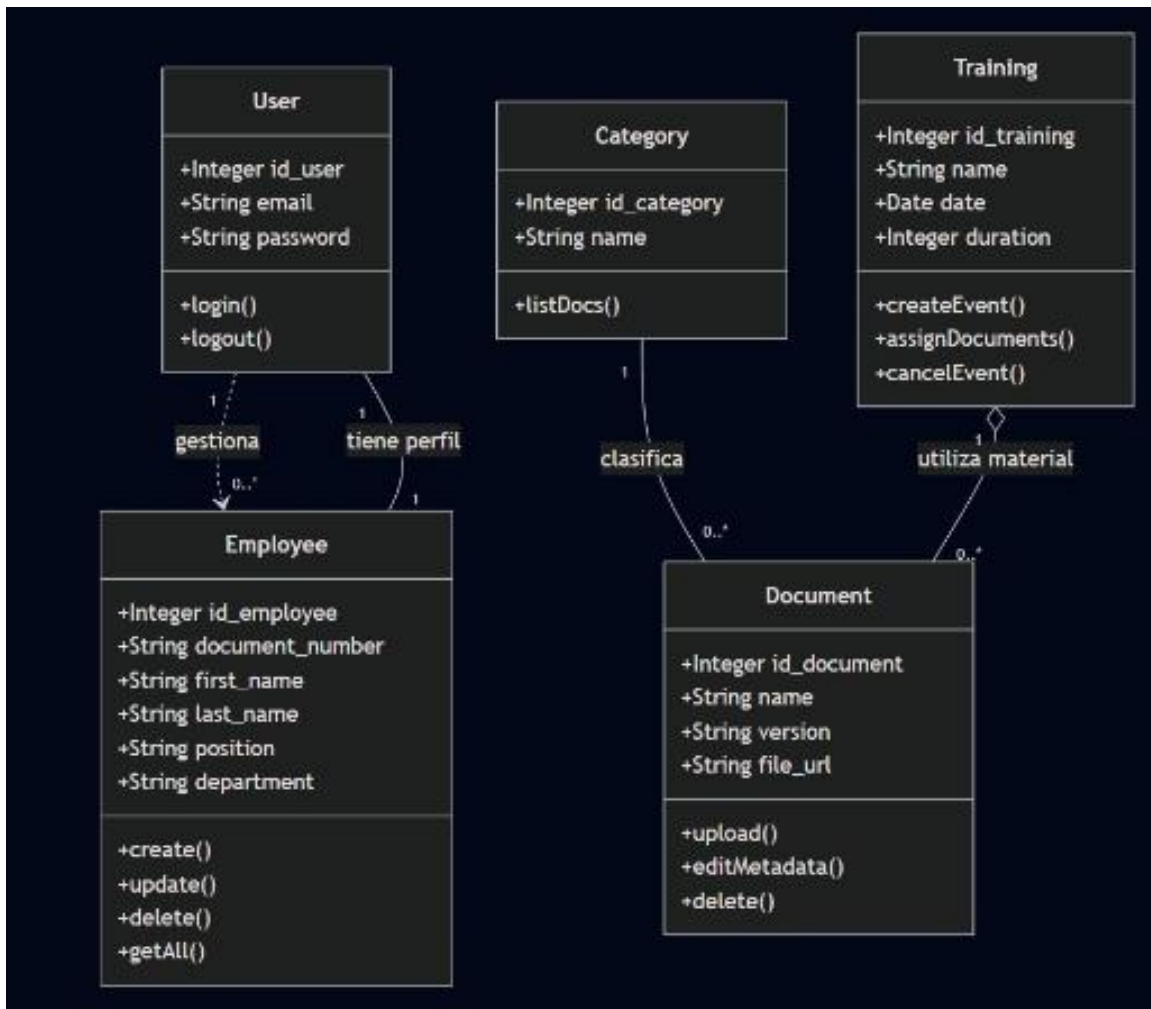 User
+Integer id_user
+String email
+String password
+login()
+logout()
Category
+Integer id_category
+String name
+listDocs()
Training
+Integer id_training
+String name
+Date date
+Integer duration
+createEvent()
+assignDocuments()
+cancelEvent()
1
gestiona
0..*
1
tiene perfil
1
1
clasifica
0..*
1
utiliza material
0..*
Employee
+Integer id_employee
+String document_number
+String first_name
+String last_name
+String position
+String department
+create()
+update()
+delete()
+getAll()
Document
+Integer id_document
+String name
+String version
+String file_url
+upload()
+editMetadata()
+delete()